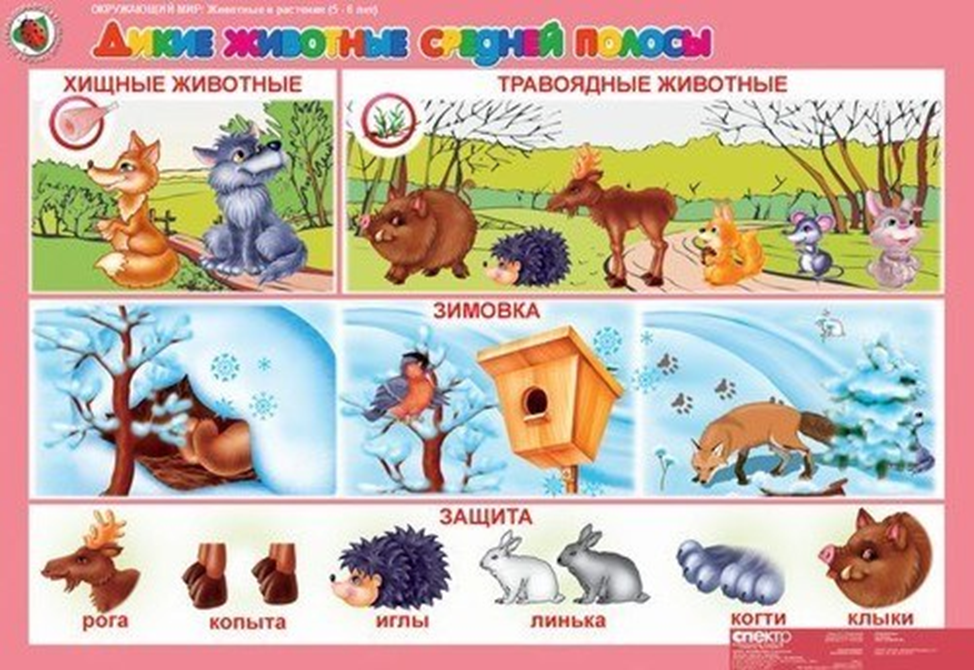 ОКРУЖАЮЩИЙ МИР: Животные и растения (5 - 6 лет)
Дикие животные средней полосы
ХИЩНЫЕ ЖИВОТНЫЕ
ТРАВОЯДНЫЕ ЖИВОТНЫЕ
ЗИМОВКА
ЗАЩИТА
рога
копыта
иглы
линька
когти
клыки
спектр